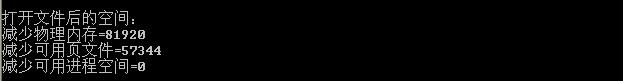 打开文件后的空间:
减少物理内存=81920
减少可用页文件=57344
减少可用进程空间=0